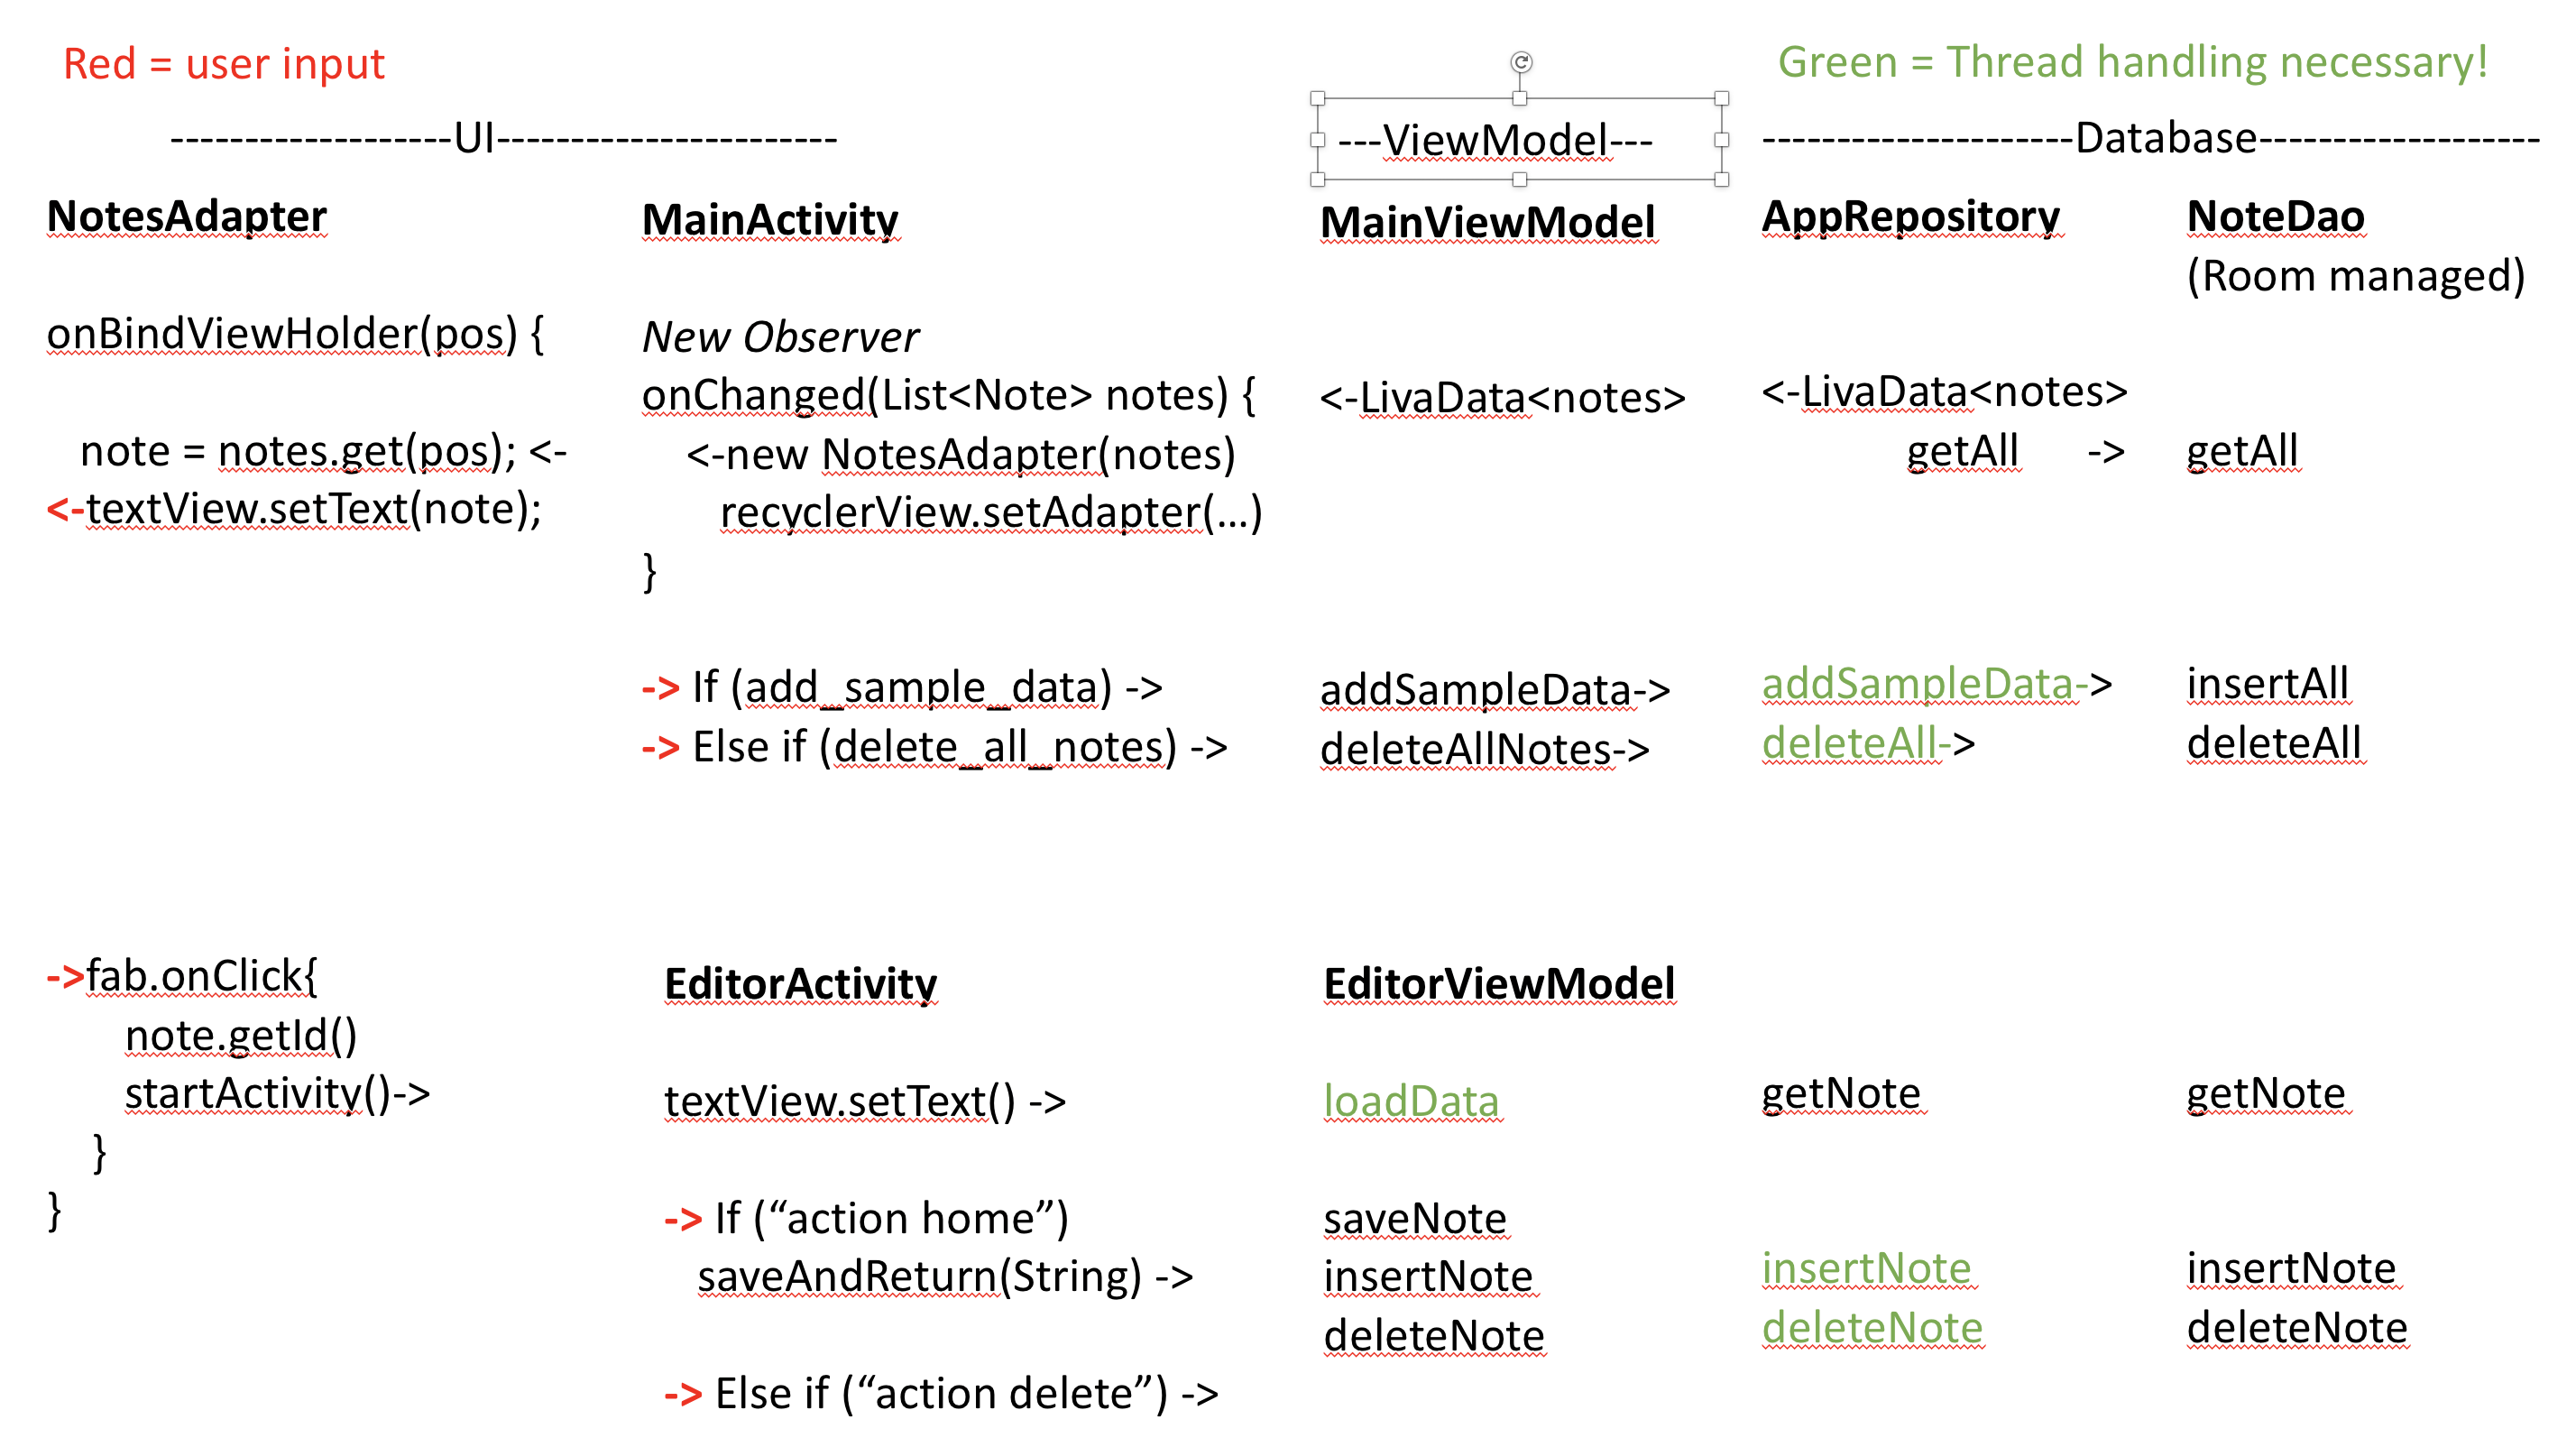 Red = user input
Green = Thread handling necessary!
-------------------UI-----------------------
---ViewModel---
---------------------Database-------------------
NotesAdapter
onBindViewHolder(pos) {
note = notes.get(pos); <-
<-textView.setText(note);
->fab.onClick{
note.getId()
startActivity()->
}
}
MainActivity
New Observer
onChanged(List<Note> notes) {
<-new NotesAdapter(notes)
recyclerView.setAdapter(…)
}
-> If (add_sample_data) ->
-> Else if (delete_all_notes) ->
EditorActivity
textView.setText() ->
-> If (“action home”)
saveAndReturn(String) ->
-> Else if (“action delete”) ->
MainViewModel
<-LivaData<notes>
addSampleData->
deleteAllNotes->
EditorViewModel
loadData
saveNote
insertNote
deleteNote
AppRepository
<-LivaData<notes>
getAll ->
addSampleData->
deleteAll->
getNote
insertNote
deleteNote
NoteDao
(Room managed)
getAll
insertAll
deleteAll
getNote
insertNote
deleteNote